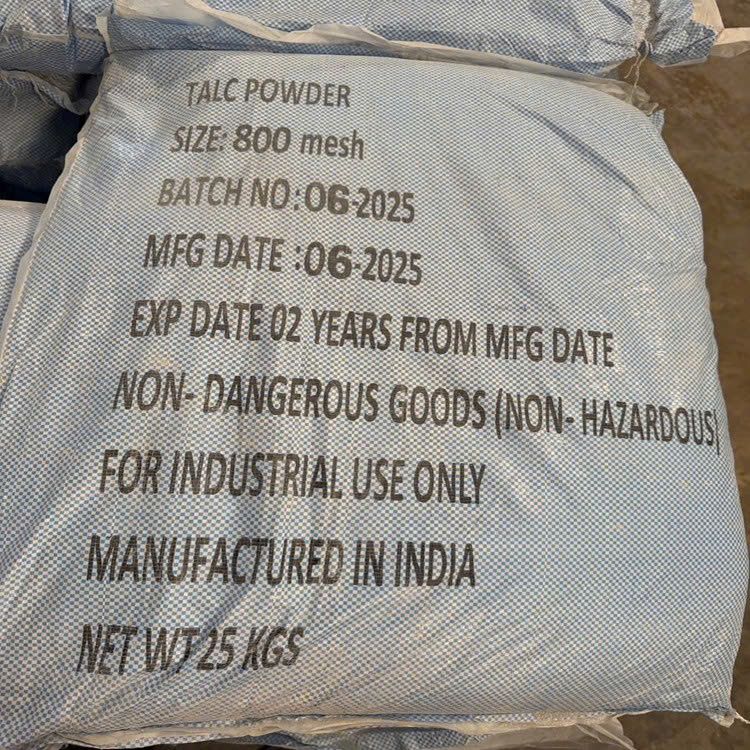 TALC POWDER
SIZE: 800 mesh
BATCH NO:06-2025
MFG DATE :06-2025
EXP DATE 02 YEARS FROM MFG DATE
NON- DANGEROUS GOODS (NON- HAZARDOUS)
FOR INDUSTRIAL USE ONLY
MANUFACTURED IN INDIA
NET WT 25 KGS